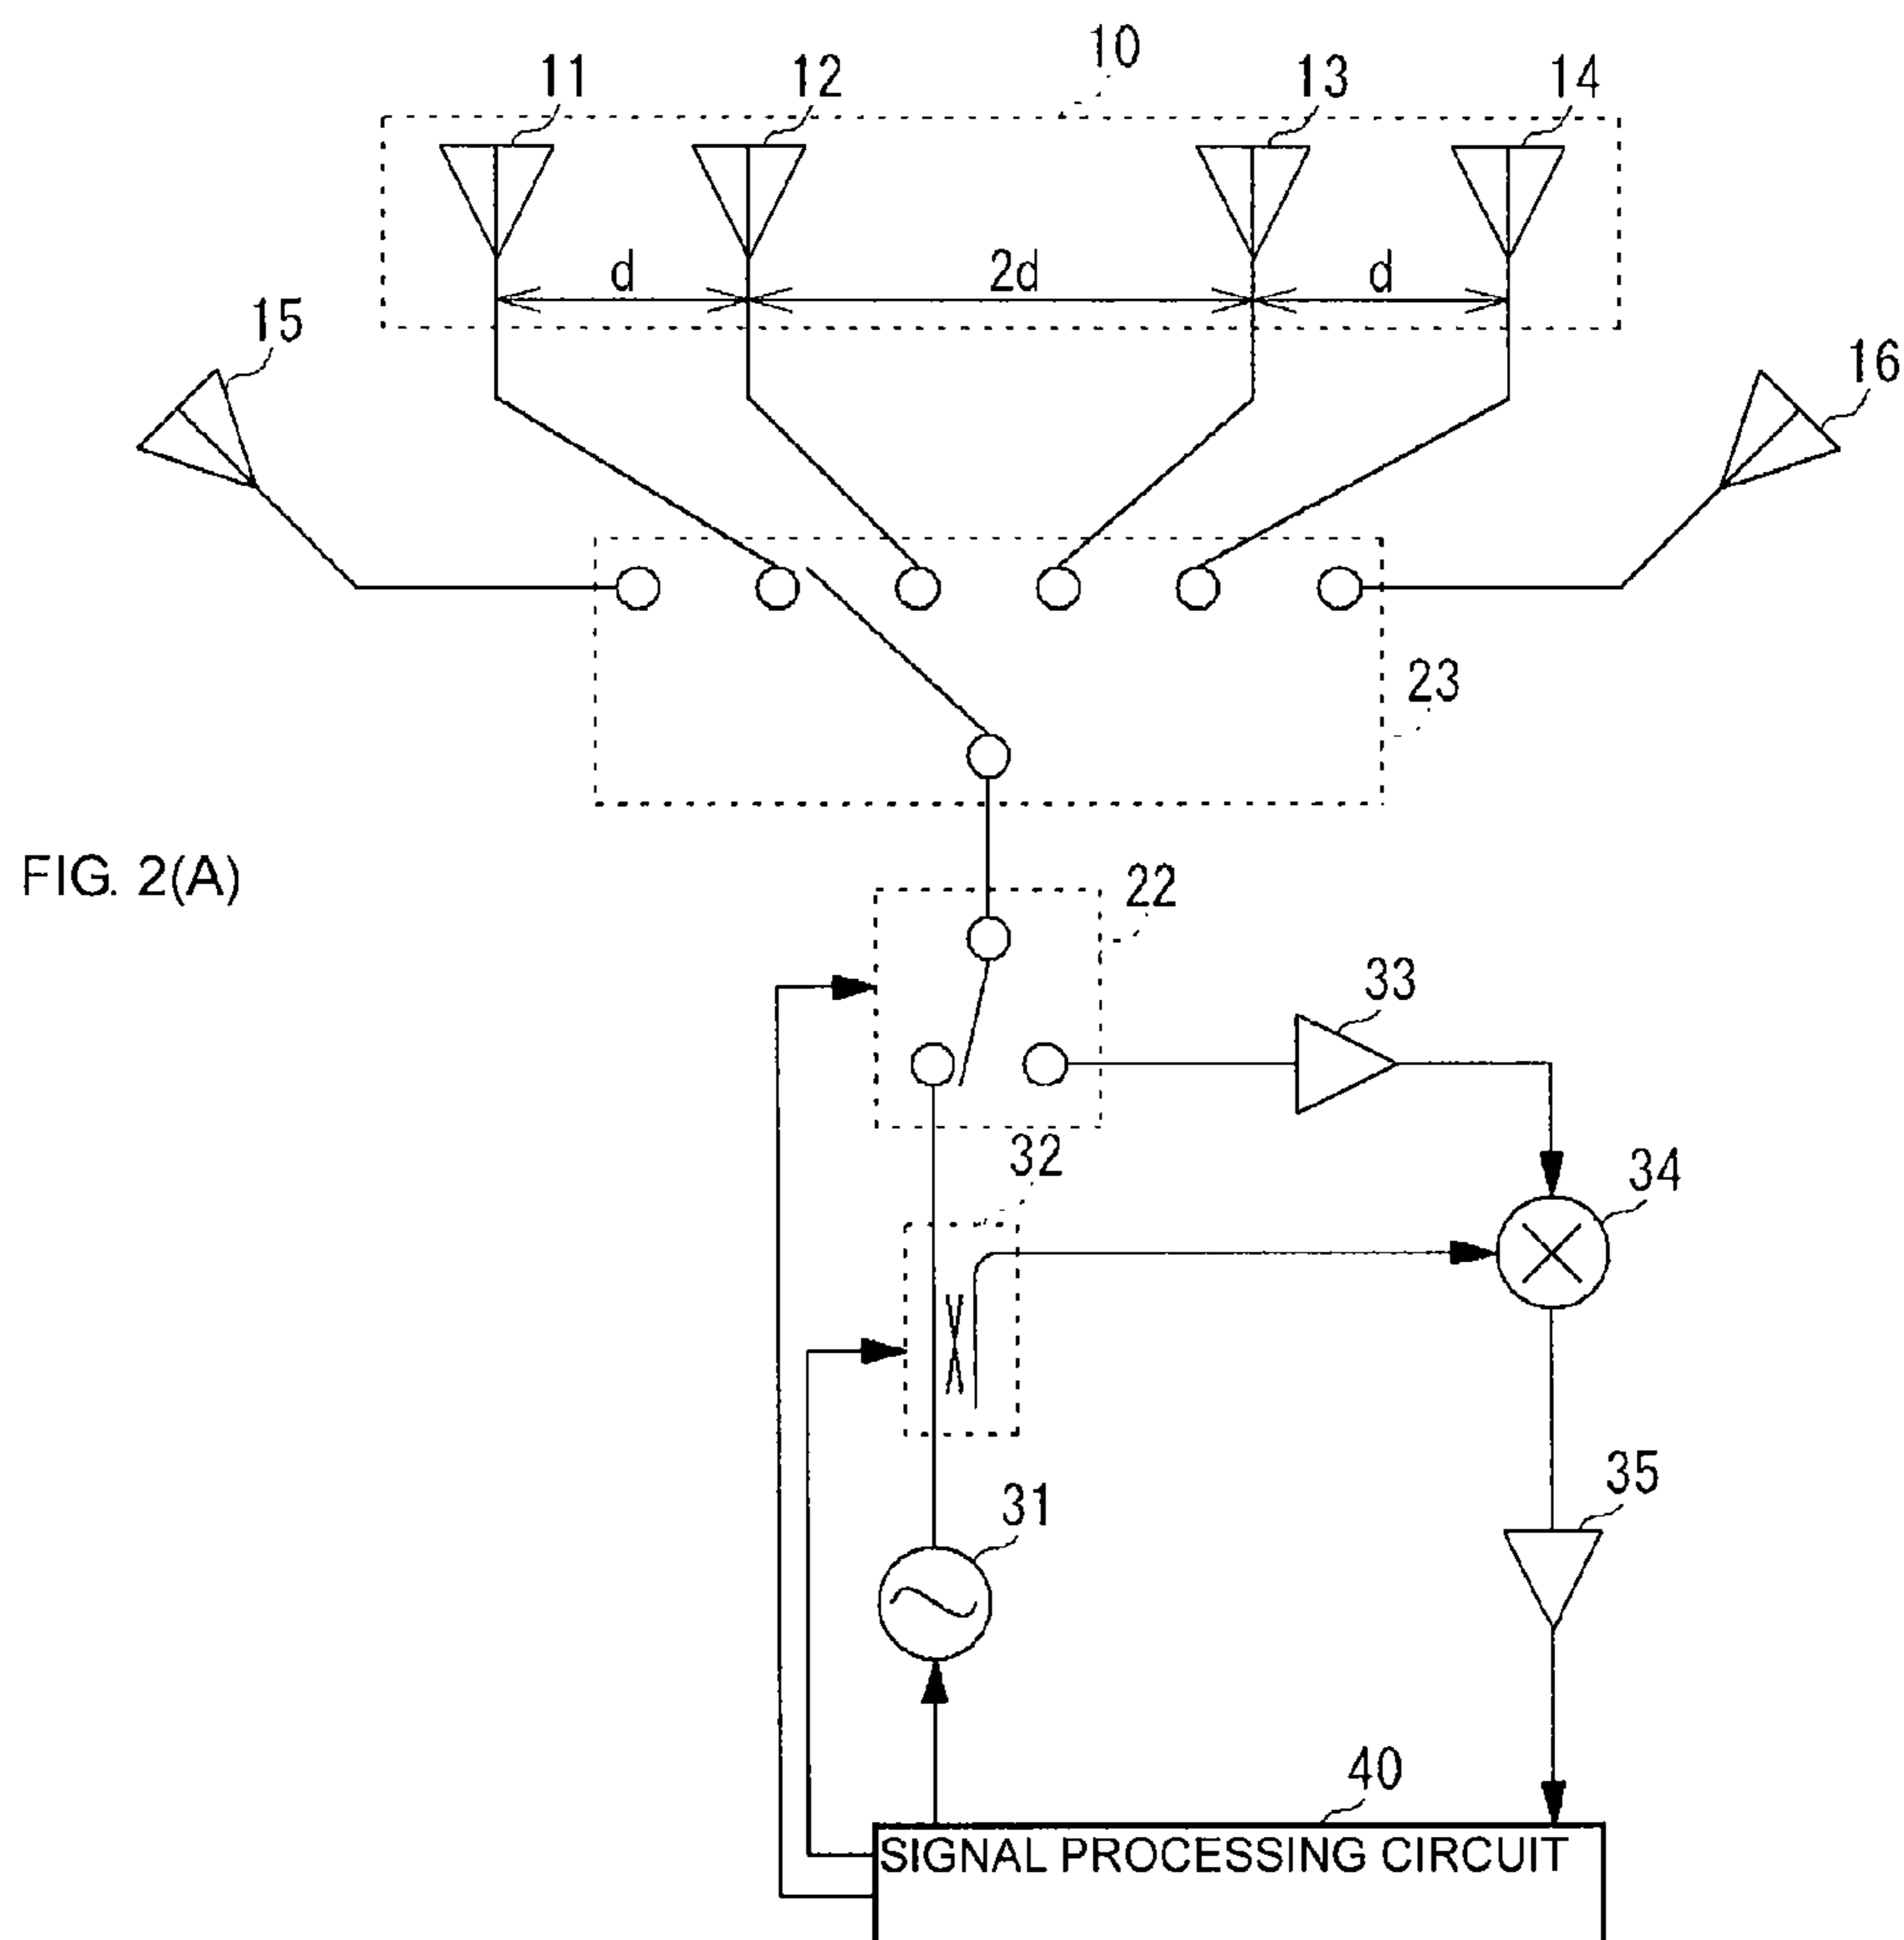 10
11 12 13 14
d 2d d
15 16
23
FIG. 2(A)
22
33
32
34
35
31
40
SIGNAL PROCESSING CIRCUIT